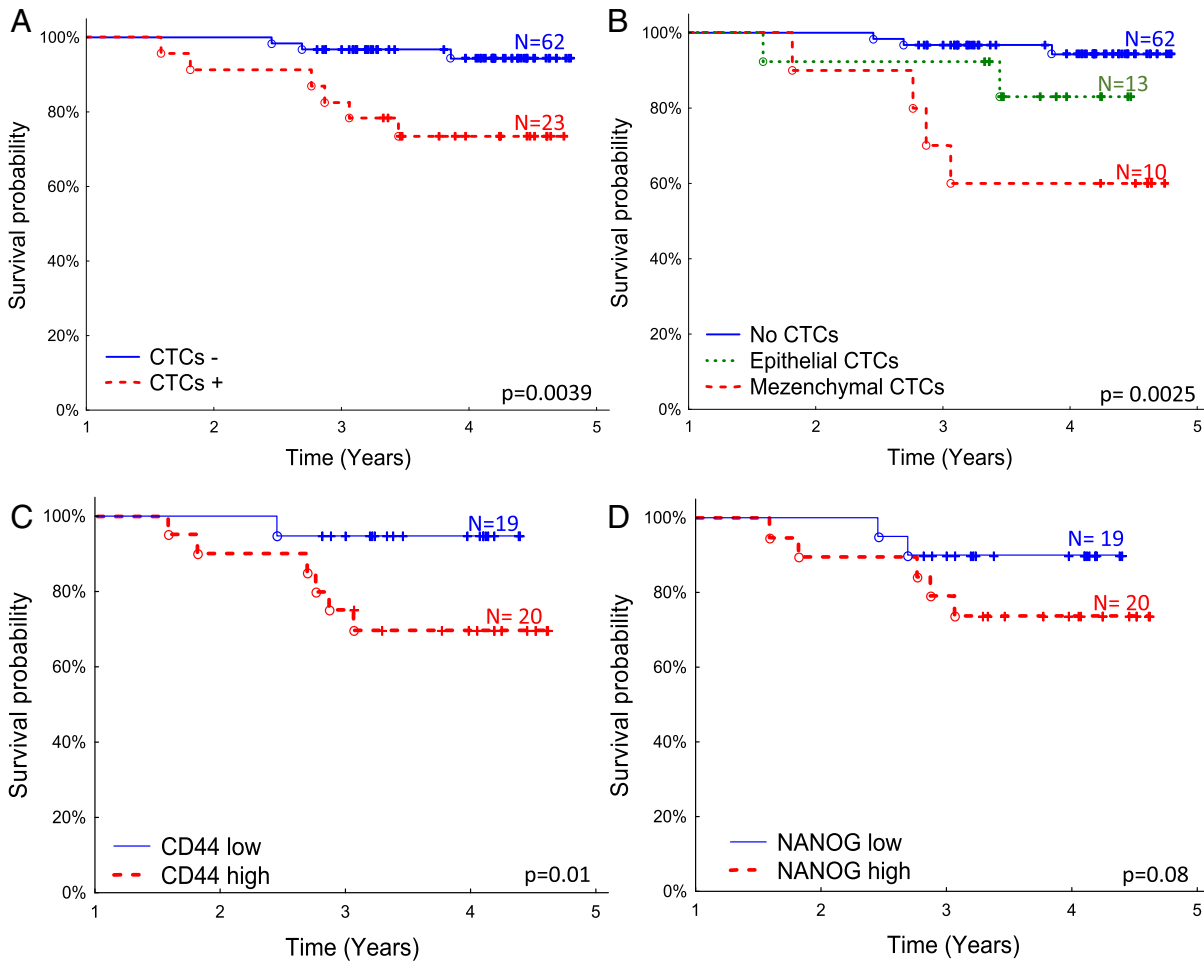 A
100%
80%
60%
40%
20%
0%
Survival probability
N=62
N=23
CTCs -
CTCs +
p=0.0039
1 2 3 4 5
Time (Years)
B
100%
80%
60%
40%
20%
0%
Survival probability
N=62
N=13
N=10
No CTCs
Epithelial CTCs
Mezenchymal CTCs
p= 0.0025
1 2 3 4 5
Time (Years)
C
100%
80%
60%
40%
20%
0%
Survival probability
N=19
N= 20
CD44 low
CD44 high
p=0.01
1 2 3 4 5
Time (Years)
D
100%
80%
60%
40%
20%
0%
Survival probability
N= 19
N= 20
NANOG low
NANOG high
p=0.08
1 2 3 4 5
Time (Years)